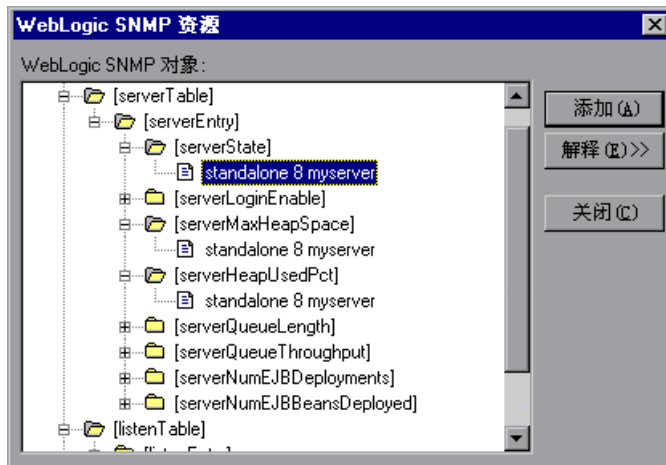 WebLogic SNMP 资源
WebLogic SNMP 对象:
[serverTable]
[serverEntry]
[serverState]
standalone 8 myserver
[serverLoginEnable]
[serverMaxHeapSpace]
standalone 8 myserver
[serverHeapUsedPct]
standalone 8 myserver
[serverQueueLength]
[serverQueueThroughput]
[serverNumEJBDeployments]
[serverNumEJBBeansDeployed]
[listenTable]
添加(A)
解释(E)>>
关闭(C)